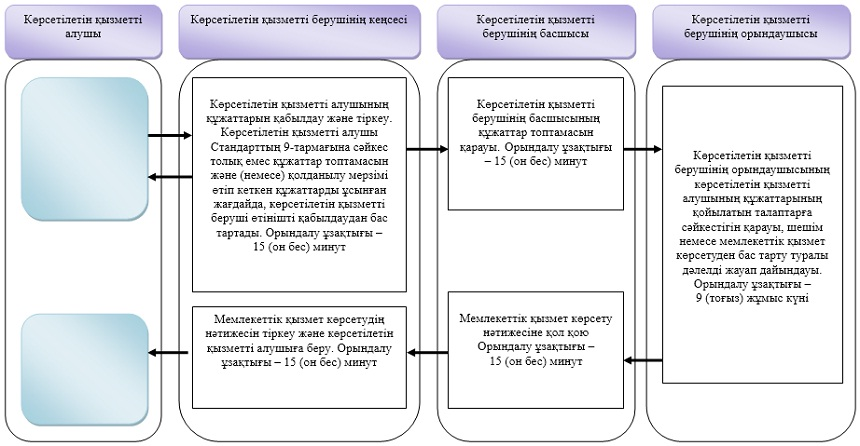 Көрсетілетін қызметті
алушы
Көрсетілетін қызметті берушінің кеңсесі
Көрсетілетін қызметті
берушінің басшысы
Көрсетілетін қызметті
берушінің орындаушысы
Көрсетілетін қызметті алушының
құжаттарын қабылдау және тіркеу.
Көрсетілетін қызметті алушы
Стандарттың 9-тармағына сәйкес
толық емес құжаттар топтамасын
және (немесе) қолданылу мерзімі
өтіп кеткен құжаттарды ұсынған
жағдайда, көрсетілетін қызметті
беруші өтінішті қабылдаудан бас
тартады. Орындалу ұзақтығы –
15 (он бес) минут
Көрсетілетін қызметті
берушінің басшысының
құжаттар топтамасын
қарауы. Орындалу ұзақтығы
– 15 (он бес) минут
Көрсетілетін қызметті
берушінің орындаушысының
көрсетілетін қызметті
алушының құжаттарының
қойылатын талаптарға
сәйкестігін қарауы, шешім
немесе мемлекеттік қызмет
көрсетуден бас тарту туралы
дәлелді жауап дайындауы.
Орындалу ұзақтығы –
9 (тоғыз) жұмыс күні
Мемлекеттік қызмет көрсетудің
нәтижесін тіркеу және көрсетілетін
қызметті алушыға беру. Орындалу
ұзақтығы – 15 (он бес) минут
Мемлекеттік қызмет көрсету
нәтижесіне қол қою
Орындалу ұзақтығы –
15 (он бес) минут